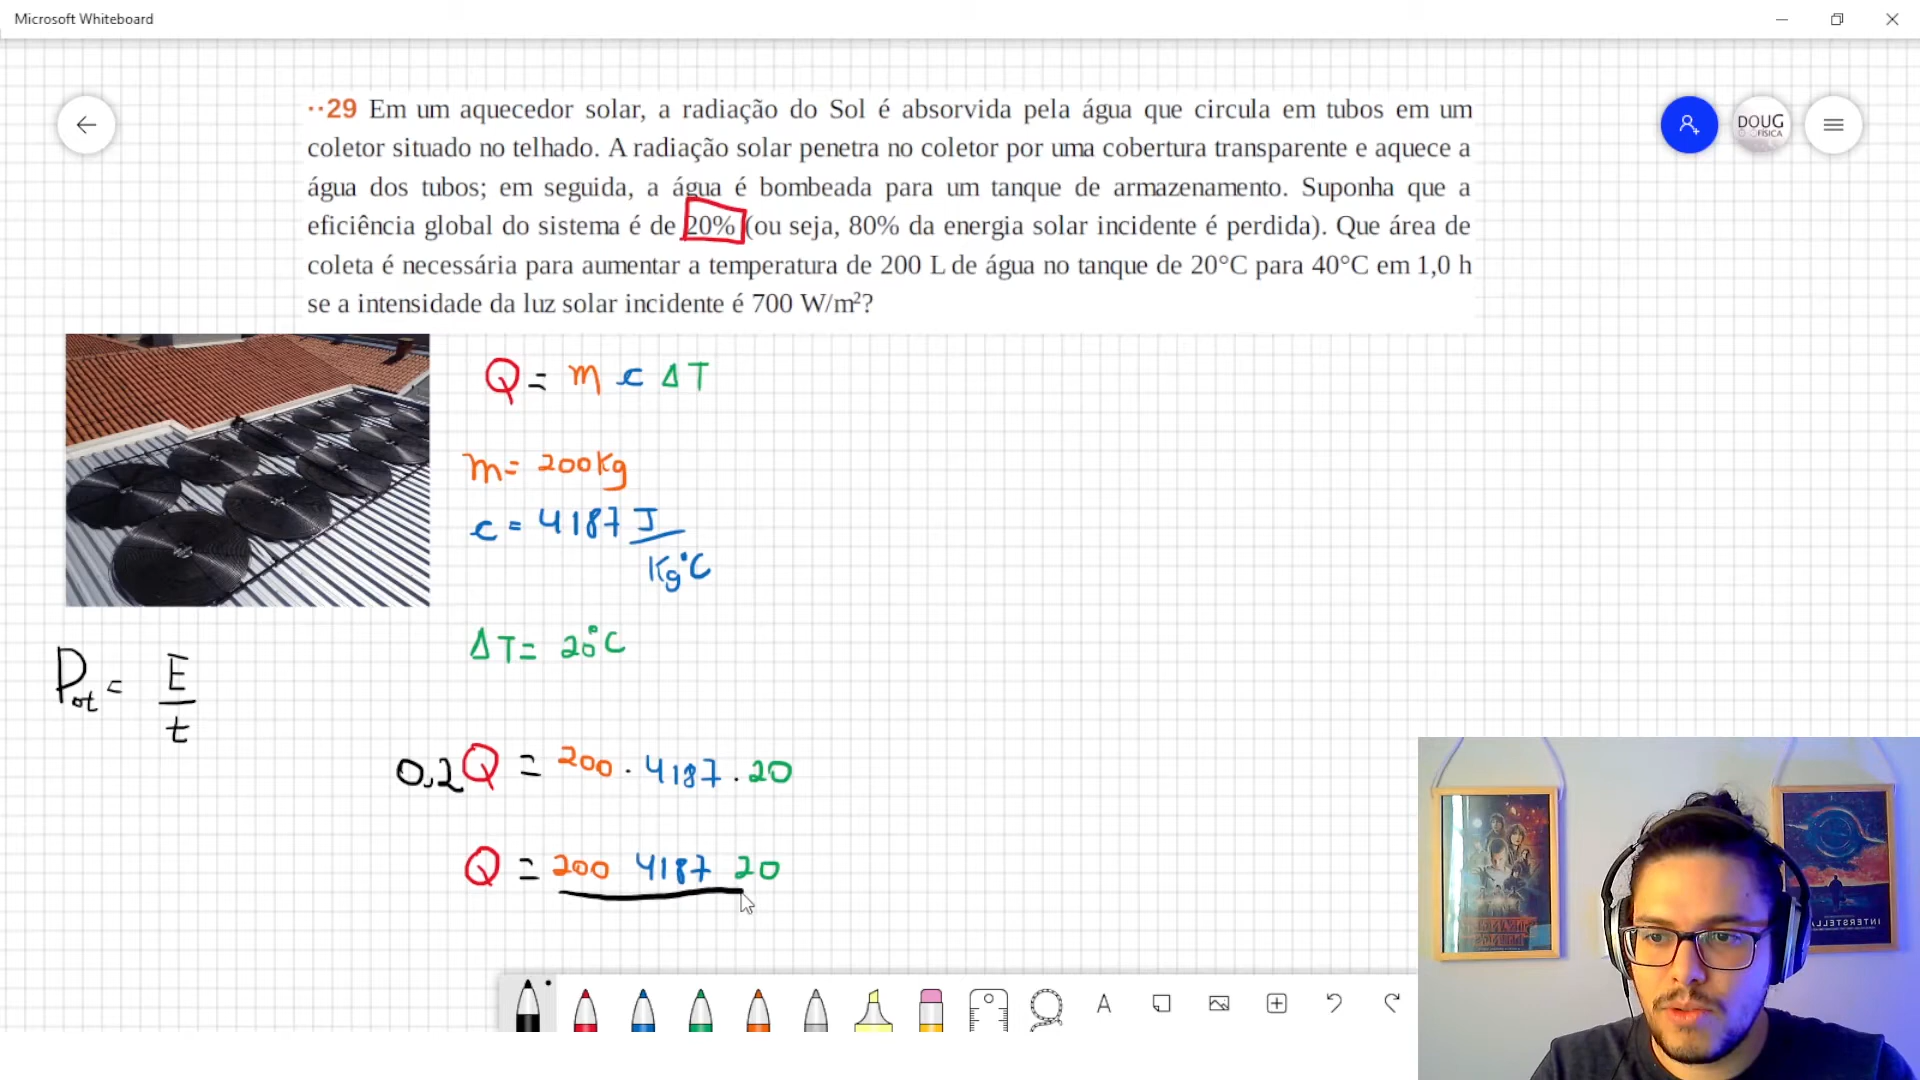 Microsoft Whiteboard
··29 Em um aquecedor solar, a radiação do Sol é absorvida pela água que circula em tubos em um
coletor situado no telhado. A radiação solar penetra no coletor por uma cobertura transparente e aquece a
água dos tubos; em seguida, a água é bombeada para um tanque de armazenamento. Suponha que a
eficiência global do sistema é de 20% (ou seja, 80% da energia solar incidente é perdida). Que área de
coleta é necessária para aumentar a temperatura de 200 L de água no tanque de 20°C para 40°C em 1,0 h
se a intensidade da luz solar incidente é 700 W/m²?
DOUG
FÍSICA
Q = m c ΔT
m = 200 Kg
c = 4187 J
Kg°C
ΔT = 20°C
Pot = E
t
0,2 Q = 200 · 4187 · 20
Q = 200 4187 20
A
INTERSTELLA